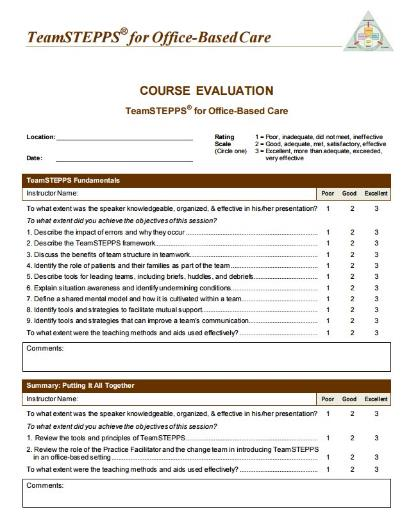 TeamSTEPPS® for Office-Based Care
COURSE EVALUATION
TeamSTEPPS® for Office-Based Care
Location:
Rating 1 = Poor, inadequate, did not meet, ineffective
Scale 2 = Good, adequate, met, satisfactory, effective
(Circle one) 3 = Excellent, more than adequate, exceeded,
very effective
Date:
TeamSTEPPS Fundamentals
Instructor Name: Poor Good Excellent
To what extent was the speaker knowledgeable, organized, & effective in his/her presentation? 1 2 3
To what extent did you achieve the objectives of this session?
1. Describe the impact of errors and why they occur 1 2 3
2. Describe the TeamSTEPPS framework 1 2 3
3. Discuss the benefits of team structure in teamwork 1 2 3
4. Identify the role of patients and their families as part of the team 1 2 3
5. Describe tools for leading teams, including huddles, and debriefs 1 2 3
6. Explain situation awareness and identify undermining conditions 1 2 3
7. Define a shared mental model and how it is cultivated within a team 1 2 3
8. Identify tools and strategies to facilitate mutual support 1 2 3
9. Identify tools and strategies that can improve a team's communication 1 2 3
To what extent were the teaching methods and aids used effectively? 1 2 3
Comments:
Summary: Putting It All Together
Instructor Name: Poor Good Excellent
To what extent was the speaker knowledgeable, organized, & effective in his/her presentation? 1 2 3
To what extent did you achieve the objectives of this session?
1. Review the tools and principles of TeamSTEPPS 1 2 3
2. Review the role of the Practice Facilitator and the change team in introducing TeamSTEPPS
in an office-based setting 1 2 3
To what extent were the teaching methods and aids used effectively? 1 2 3
Comments: